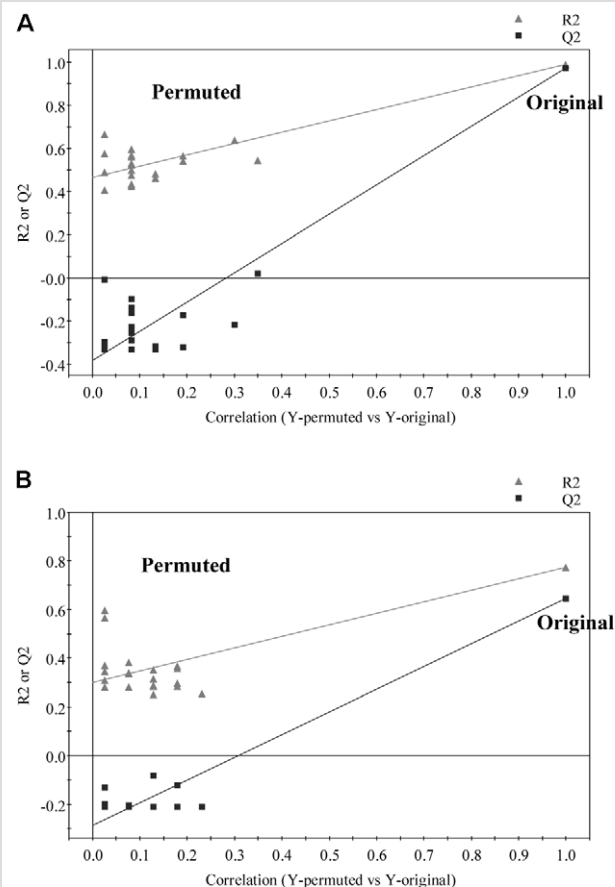 A
R2
Q2
1.0
Permuted
Original
0.8
0.6
0.4
0.2
-0.0
-0.2
-0.4
R2 or Q2
0.0 0.1 0.2 0.3 0.4 0.5 0.6 0.7 0.8 0.9 1.0
Correlation (Y-permuted vs Y-original)
B
R2
Q2
1.0
Permuted
0.8
0.6
Original
0.4
0.2
0.0
-0.2
R2 or Q2
0.0 0.1 0.2 0.3 0.4 0.5 0.6 0.7 0.8 0.9 1.0
Correlation (Y-permuted vs Y-original)